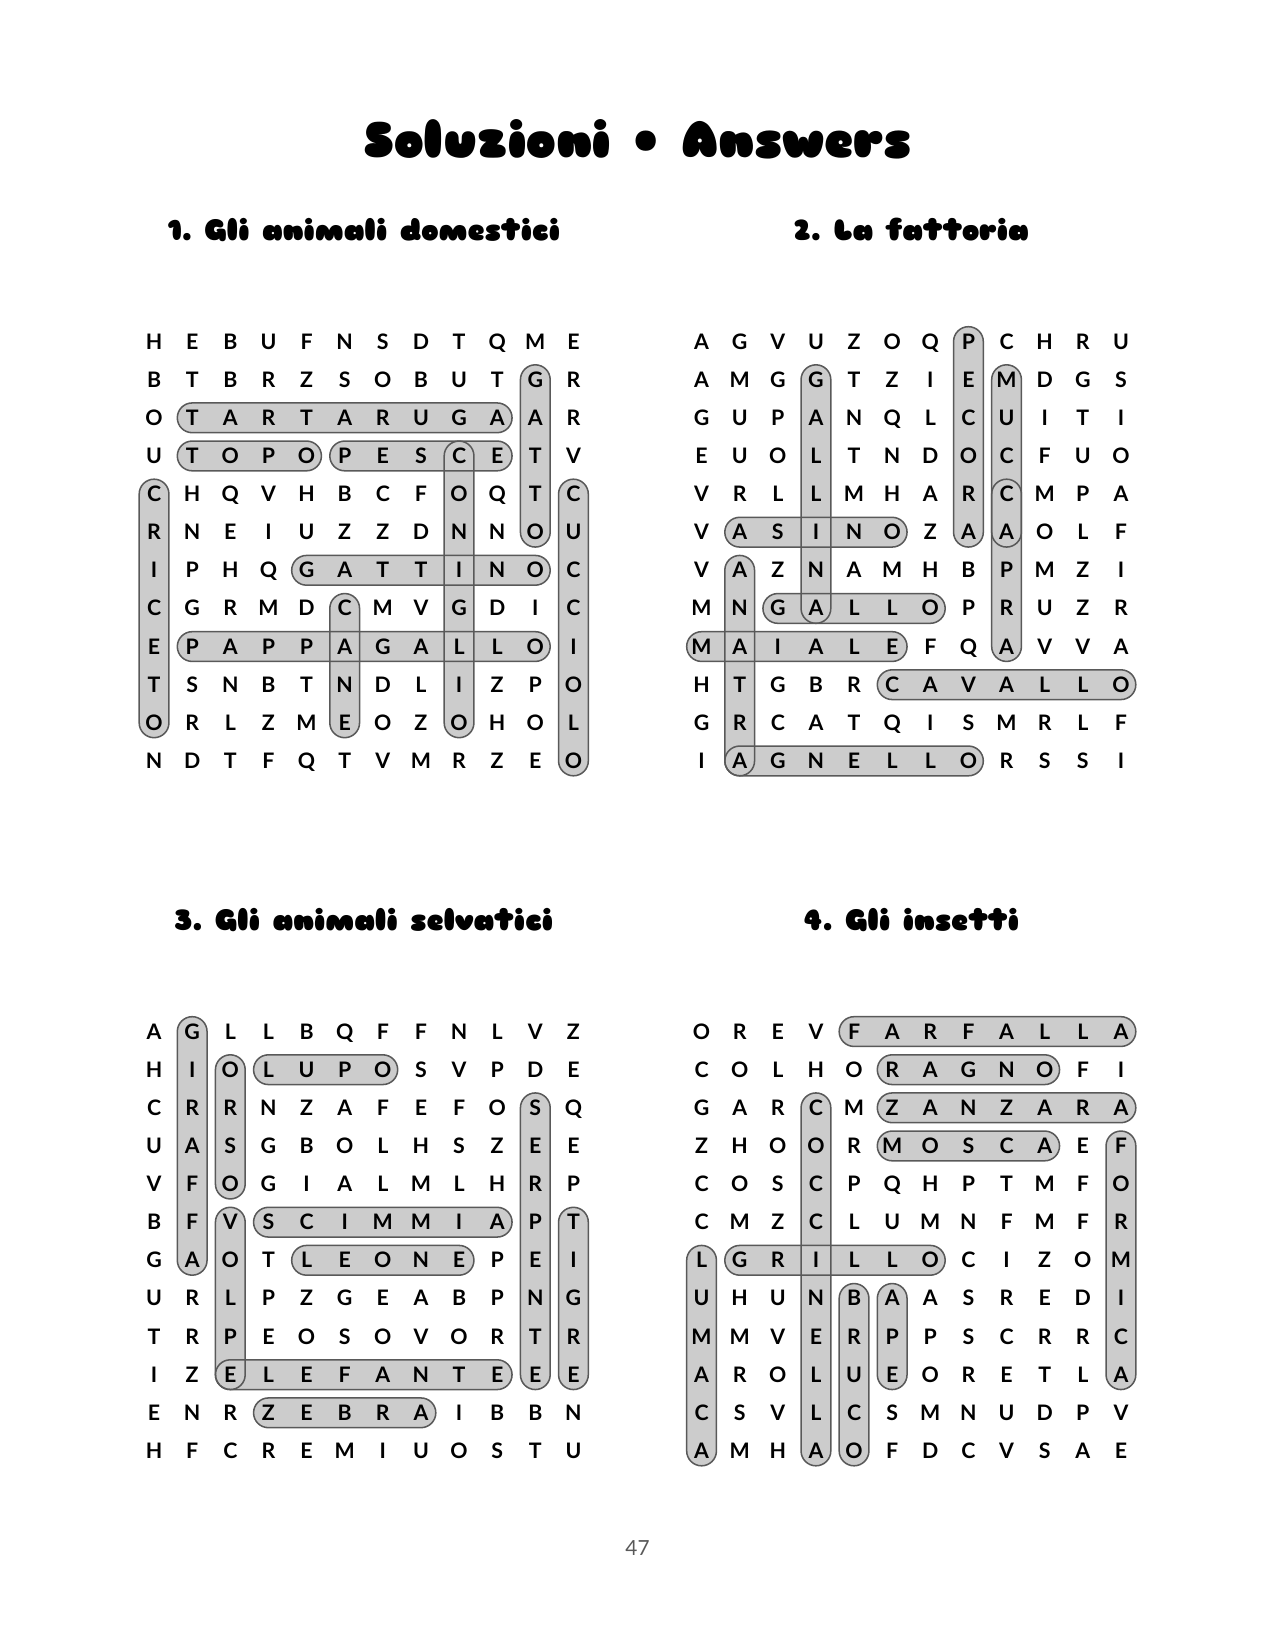 Soluzioni • Answers
1. Gli animali domestici
H E B U F N S D T Q M E
B T B R Z S O B U T G R
O T A R T A R U G A A R
U T O P O P E S C E T V
C H Q V H B C F O Q T C
R N E I U Z Z D N N O U
I P H Q G A T T I N O C
C G R M D C M V G D I C
E P A P P A G A L L O I
T S N B T N D L I Z P O
O R L Z M E O Z O H O L
N D T F Q T V M R Z E O
2. La fattoria
A G V U Z O Q P C H R U
A M G G T Z I E M D G S
G U P A N Q L C U I T I
E U O L T N D O C F U O
V R L L M H A R C M P A
V A S I N O Z A A O L F
V A Z N A M H B P M Z I
M N G A L L O P R U Z R
M A I A L E F Q A V V A
H T G B R C A V A L L O
G R C A T Q I S M R L F
I A G N E L L O R S S I
3. Gli animali selvatici
A G L L B Q F F N L V Z
H I O L U P O S V P D E
C R R N Z A F E F O S Q
U A S G B O L H S Z E E
V F O G I A L M L H R P
B F V S C I M M I A P T
G A O T L E O N E P E I
U R L P Z G E A B P N G
T R P E O S O V O R T R
I Z E L E F A N T E E E
E N R Z E B R A I B B N
H F C R E M I U O S T U
4. Gli insetti
O R E V F A R F A L L A
C O L H O R A G N O F I
G A R C M Z A N Z A R A
Z H O O R M O S C A E F
C O S C P Q H P T M F O
C M Z C L U M N F M F R
L G R I L L O C I Z O M
U H U N B A A S R E D I
M M V E R P P S C R R C
A R O L U E O R E T L A
C S V L C S M N U D P V
A M H A O F D C V S A E
47